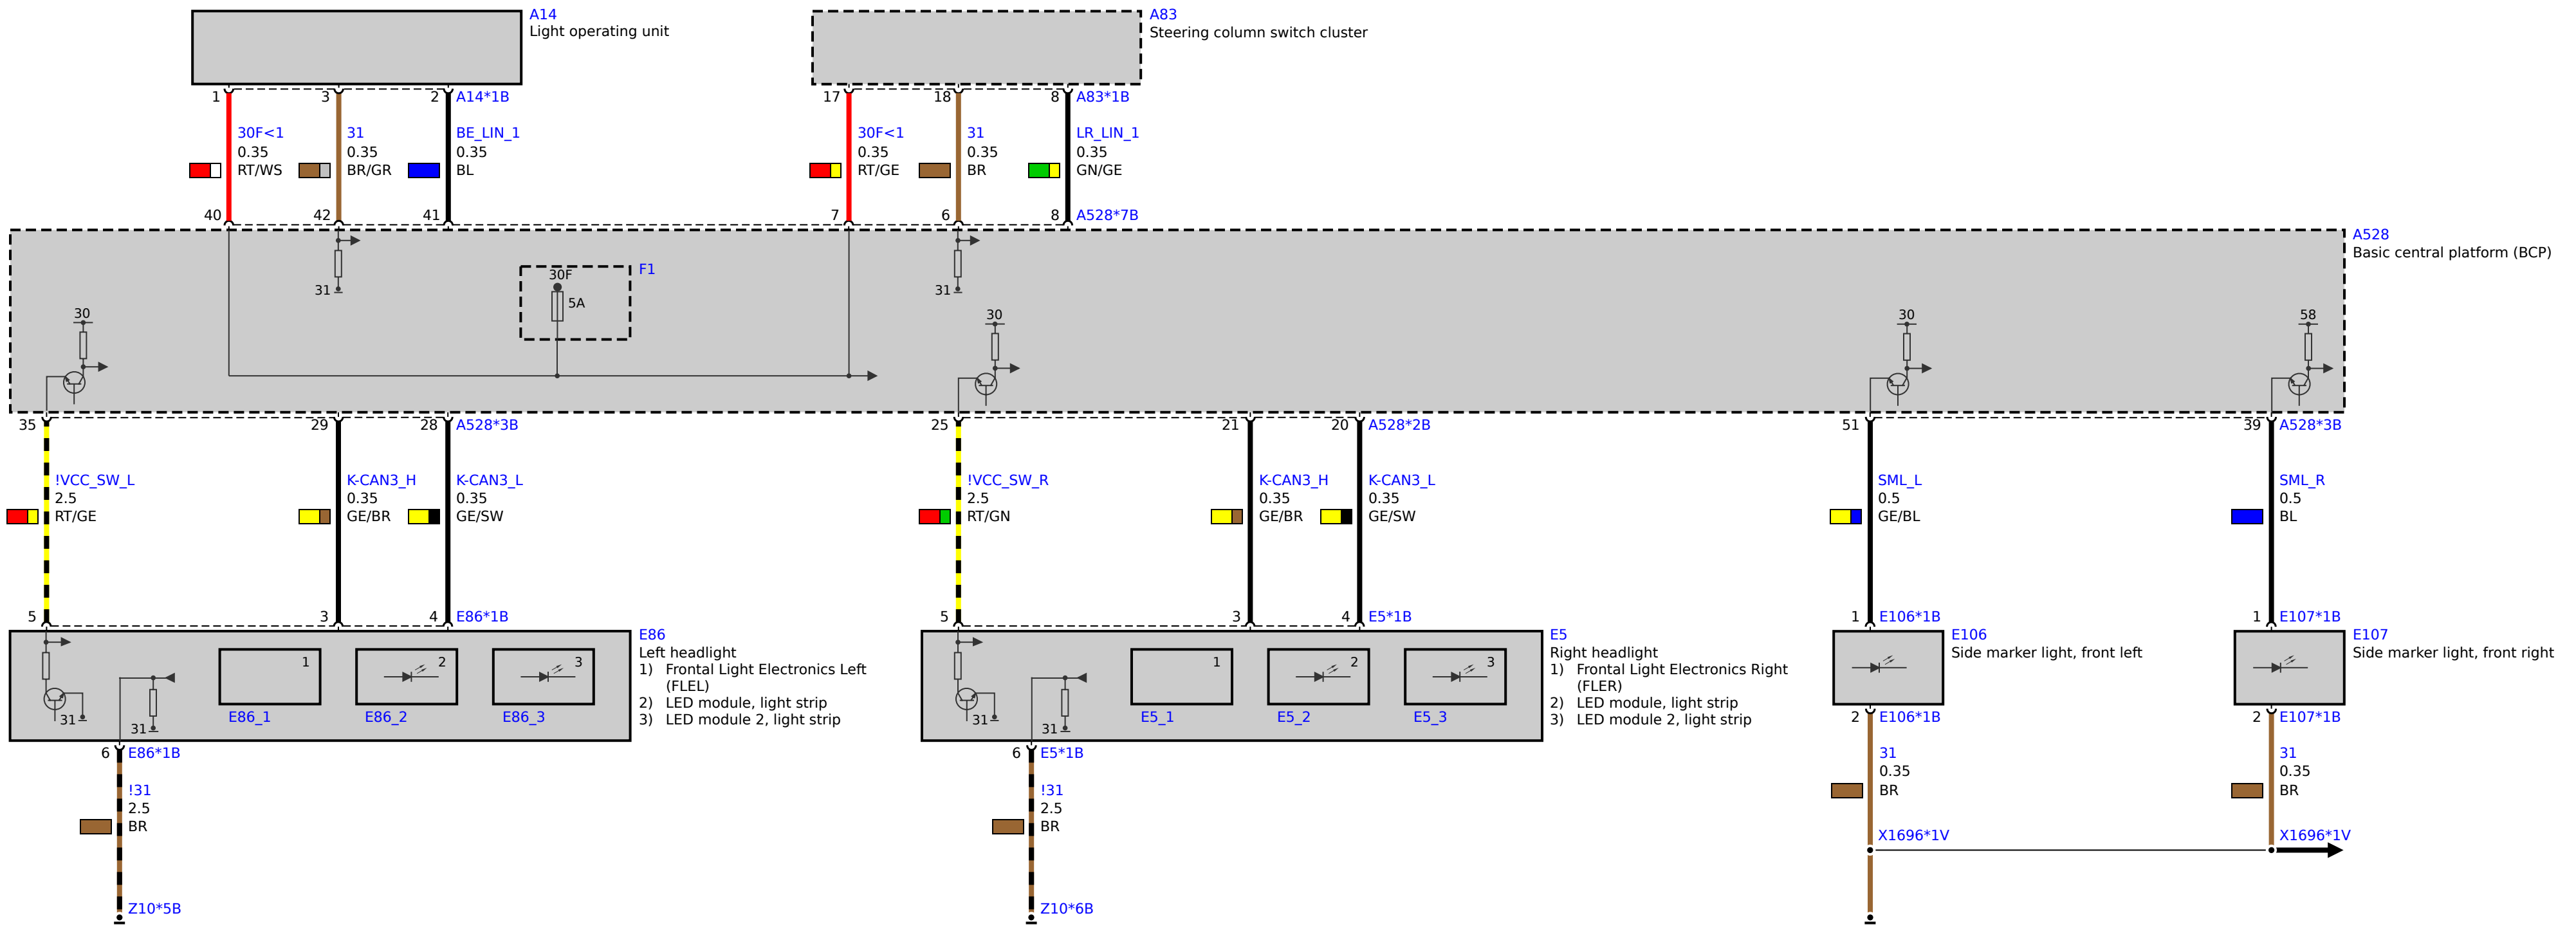 A14
Light operating unit
A83
Steering column switch cluster
1
3
2
A14*1B
17
18
8
A83*1B
30F<1
0.35
RT/WS
31
0.35
BR/GR
BE_LIN_1
0.35
BL
30F<1
0.35
RT/GE
31
0.35
BR
LR_LIN_1
0.35
GN/GE
40
42
41
7
6
8
A528*7B
A528
Basic central platform (BCP)
F1
30F
5A
31
31
30
30
30
58
35
29
28
A528*3B
25
21
20
A528*2B
51
39
A528*3B
!VCC_SW_L
2.5
RT/GE
K-CAN3_H
0.35
GE/BR
K-CAN3_L
0.35
GE/SW
!VCC_SW_R
2.5
RT/GN
K-CAN3_H
0.35
GE/BR
K-CAN3_L
0.35
GE/SW
SML_L
0.5
GE/BL
SML_R
0.5
BL
5
3
4
E86*1B
5
3
4
E5*1B
1
E106*1B
1
E107*1B
31
31
1
E86_1
2
E86_2
3
E86_3
E86
Left headlight
1) Frontal Light Electronics Left
(FLEL)
2) LED module, light strip
3) LED module 2, light strip
31
31
1
E5_1
2
E5_2
3
E5_3
E5
Right headlight
1) Frontal Light Electronics Right
(FLER)
2) LED module, light strip
3) LED module 2, light strip
E106
Side marker light, front left
E107
Side marker light, front right
2
E106*1B
2
E107*1B
6
E86*1B
6
E5*1B
!31
2.5
BR
!31
2.5
BR
31
0.35
BR
31
0.35
BR
X1696*1V
X1696*1V
Z10*5B
Z10*6B